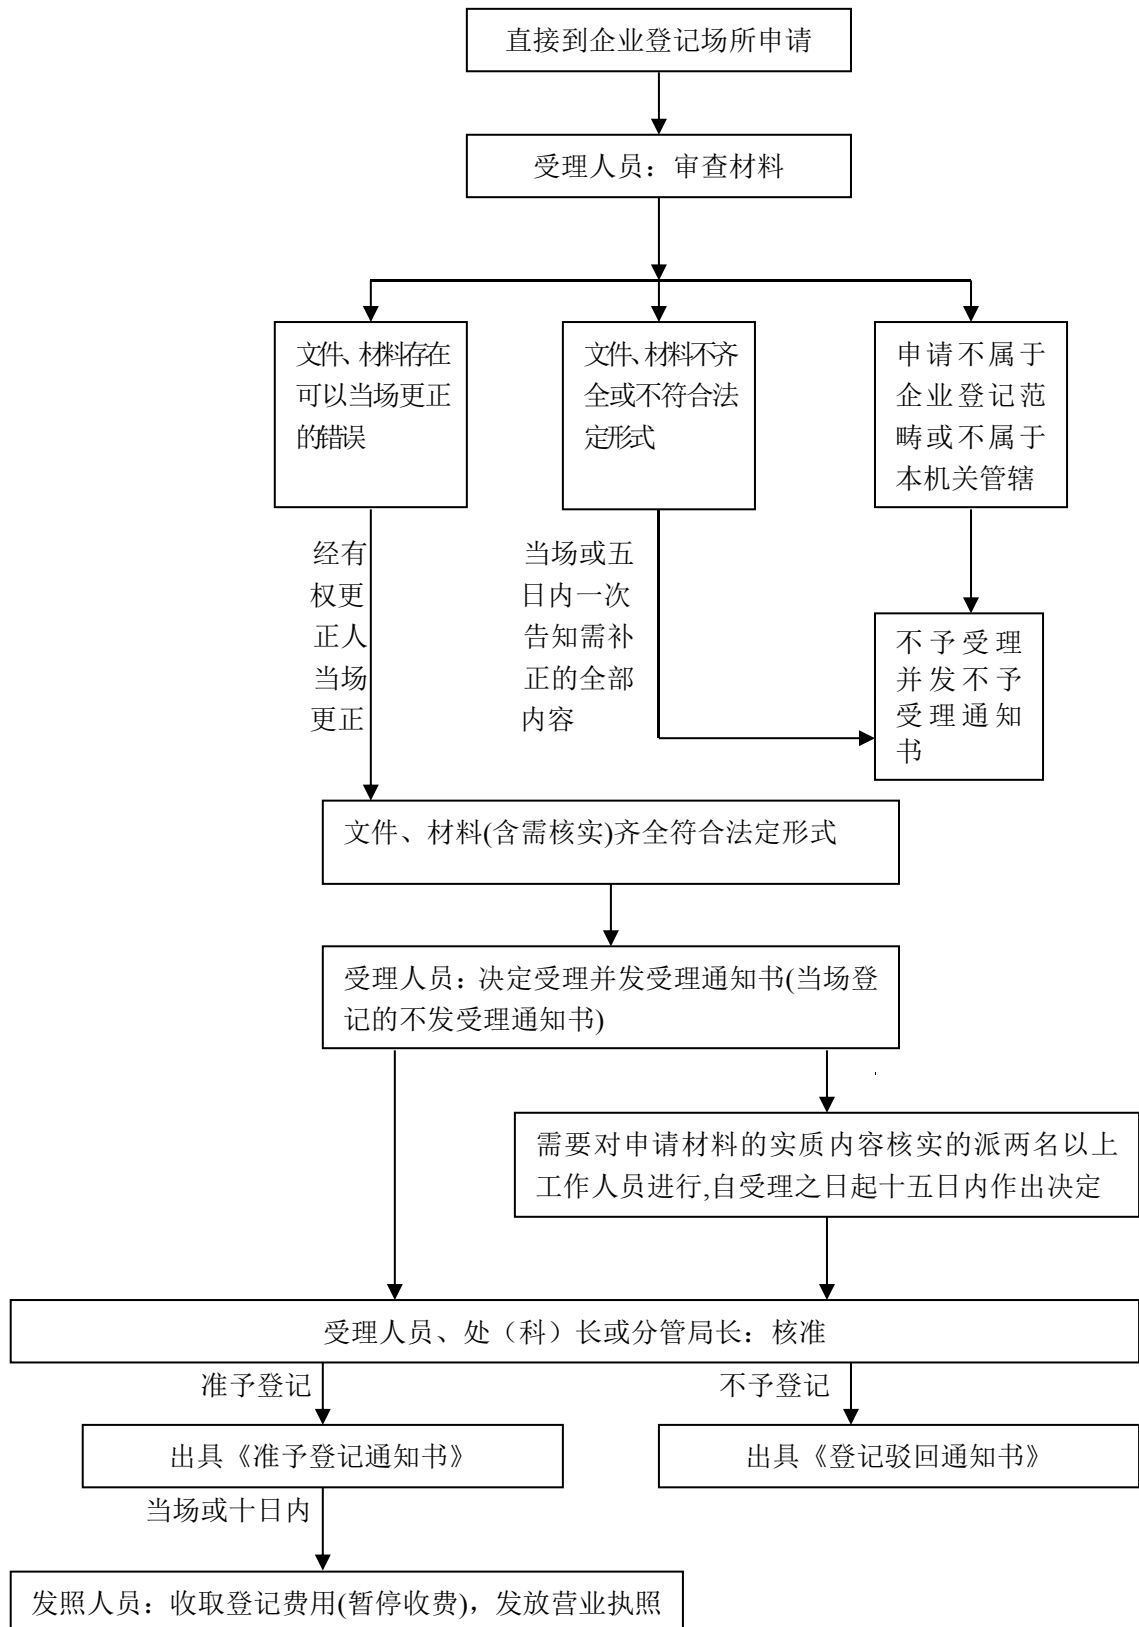 直接到企业登记场所申请
受理人员：审查材料
文件、材料存在
可以当场更正
的错误
文件、材料不齐
全或不符合法
定形式
申请不属于
企业登记范
畴或不属于
本机关管辖
经有
权更
正人
当场
更正
当场或五
日内一次
告知需补
正的全部
内容
不予受理
并发不予
受理通知
书
文件、材料(含需核实)齐全符合法定形式
受理人员：决定受理并发受理通知书(当场登
记的不发受理通知书)
需要对申请材料的实质内容核实的派两名以上
工作人员进行,自受理之日起十五日内作出决定
受理人员、处（科）长或分管局长：核准
准予登记
不予登记
出具《准予登记通知书》
出具《登记驳回通知书》
当场或十日内
发照人员：收取登记费用(暂停收费)，发放营业执照